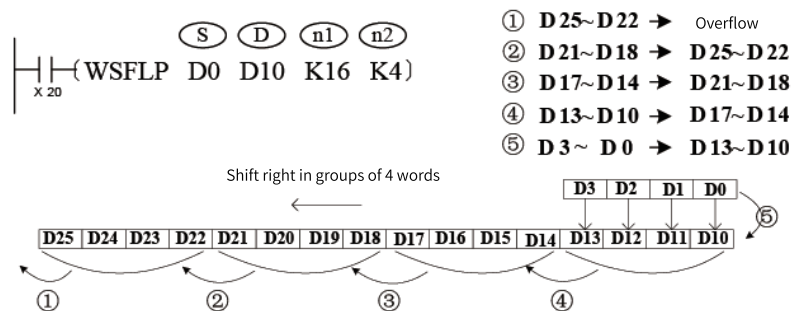 S D n1 n2
X 20 WSFLP D0 D10 K16 K4
① D25~D22 → Overflow
② D21~D18 → D25~D22
③ D17~D14 → D21~D18
④ D13~D10 → D17~D14
⑤ D3~ D0 → D13~D10
Shift right in groups of 4 words
D3 D2 D1 D0
⑤
D25 D24 D23 D22 D21 D20 D19 D18 D17 D16 D15 D14 D13 D12 D11 D10
① ② ③ ④